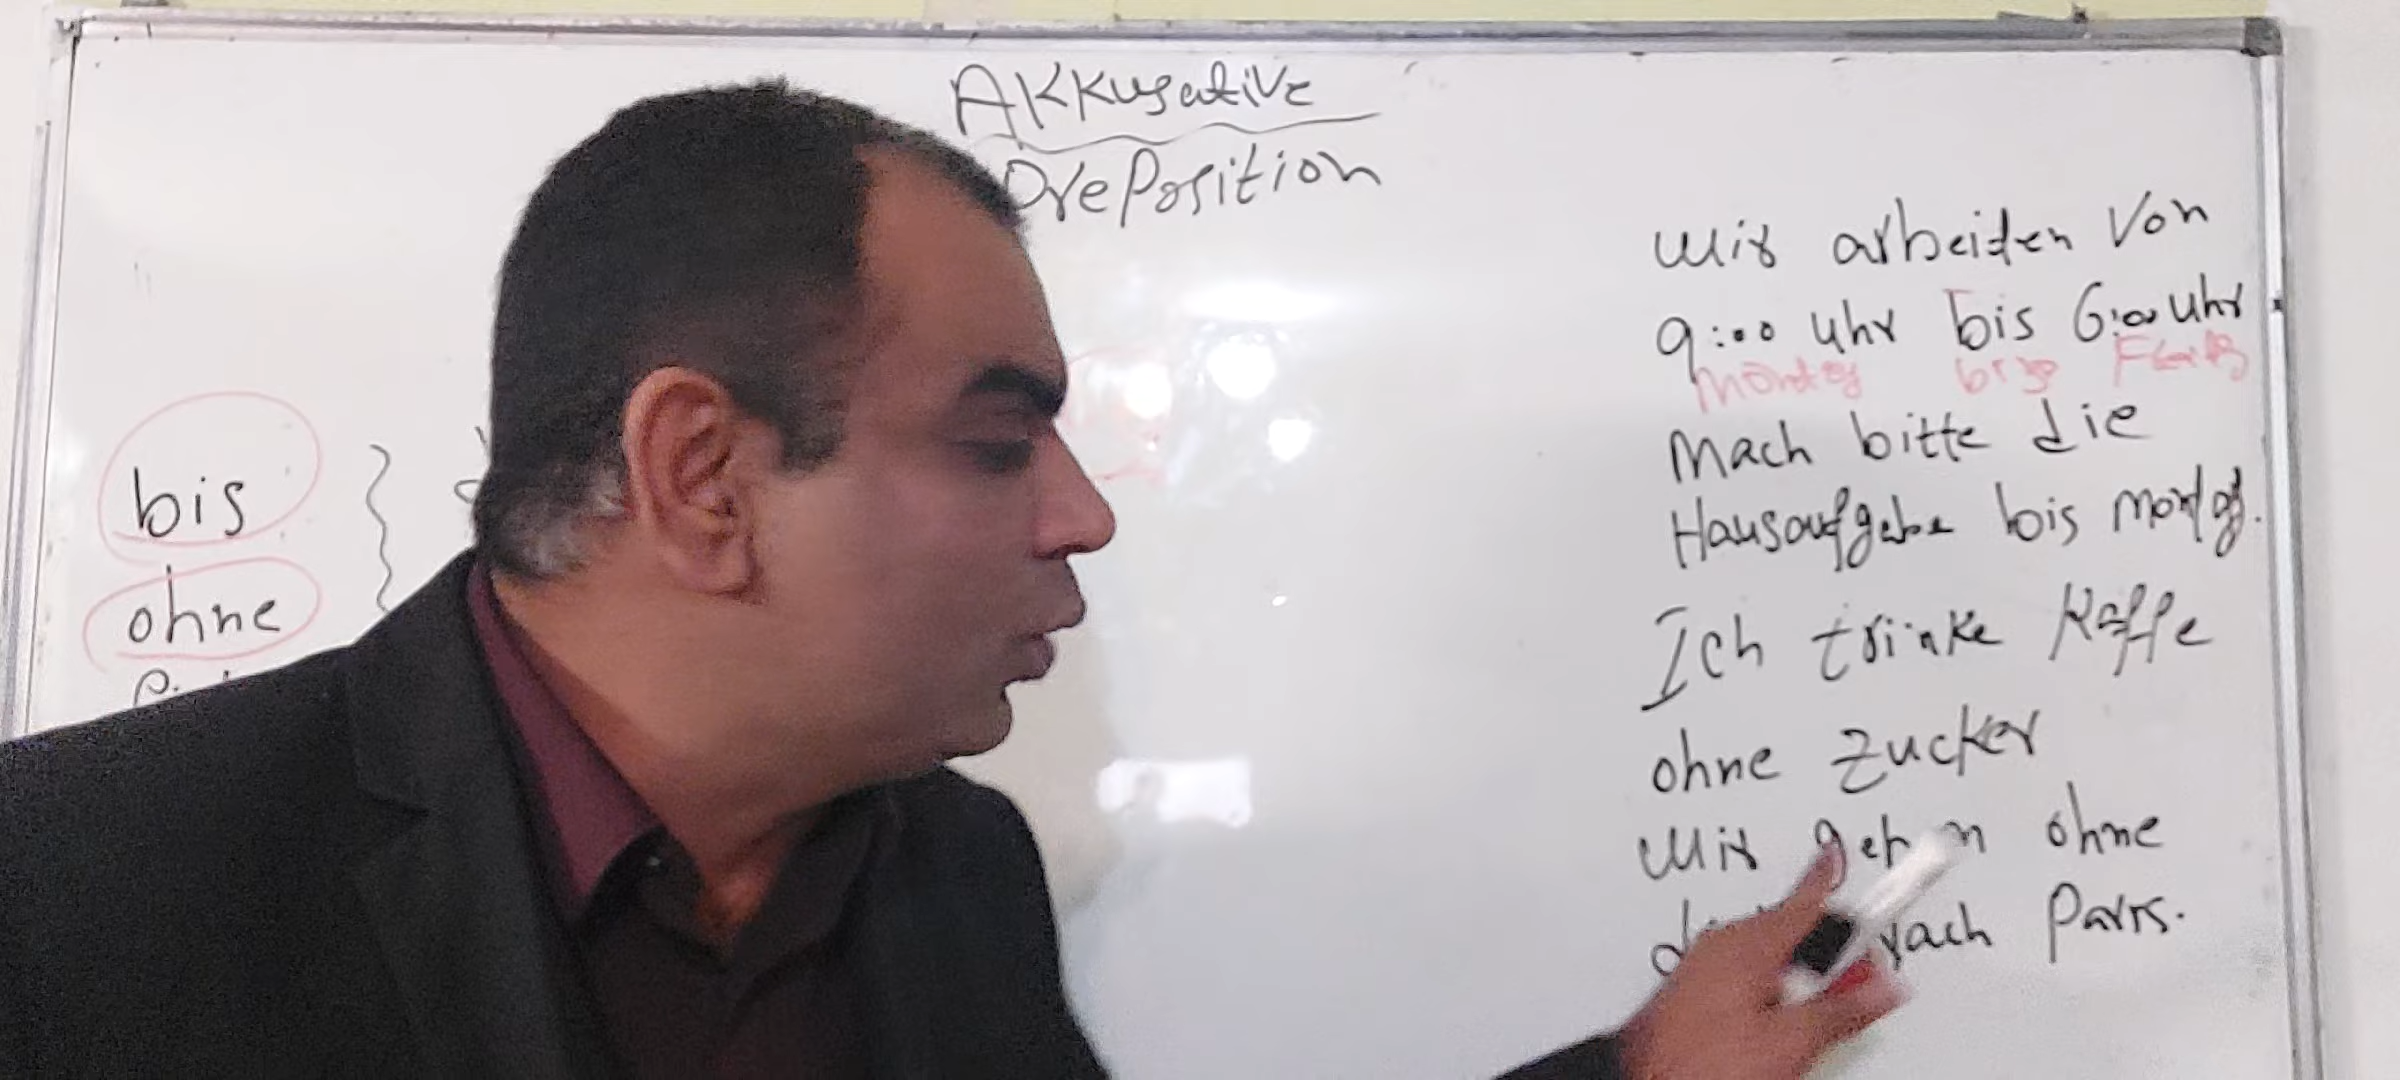 Akkusative
Preposition
bis
ohne
Wir arbeiten von
9:00 Uhr bis 6:00 Uhr
Montag bis
Mach bitte die
Hausaufgabe bis Montag.
Ich trinke Kaffe
ohne Zucker
Wir gehen ohne
nach Paris.